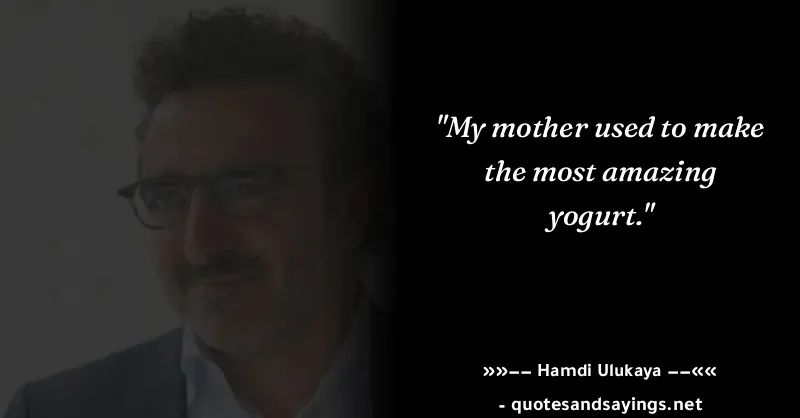 "My mother used to make
the most amazing
yogurt."
»»−− Hamdi Ulukaya −−««
- quotesandsayings.net